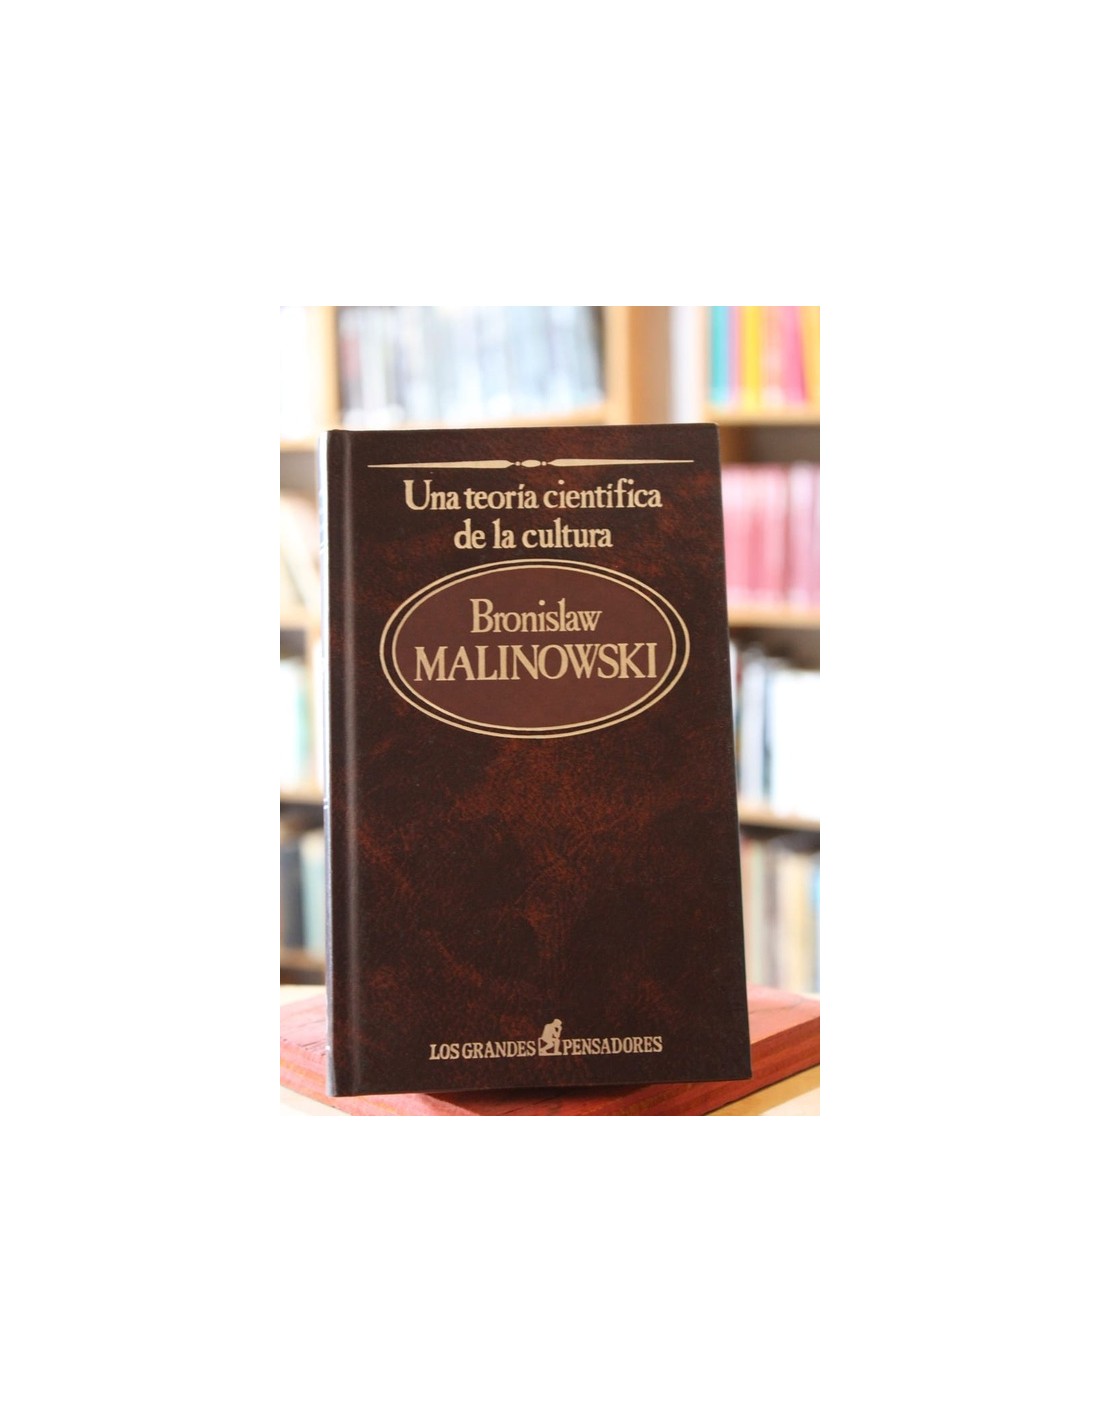 Una teoría científica
de la cultura
Bronislaw
MALINOWSKI
LOS GRANDES PENSADORES